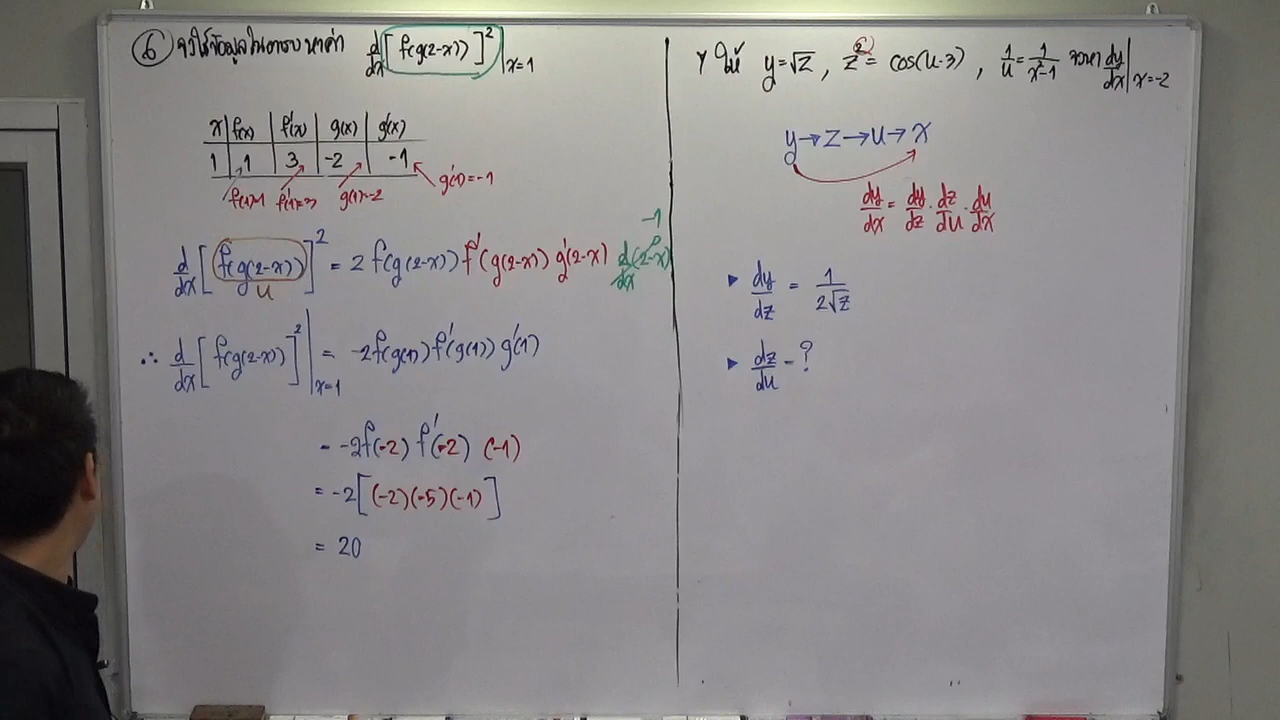 ⑥ จงใช้ข้อมูลในตาราง หาค่า d/dx [f(g(2-x))]² |x=1
x f(x) f'(x) g(x) g'(x)
1 1 3 -2 -1
f(1)=1 f'(1)=3 g(1)=-2 g'(1)=-1
-1
d/dx [f(g(2-x))]² = 2 f(g(2-x)) f'(g(2-x)) g'(2-x) d/dx (2-x)
u
∴ d/dx [f(g(2-x))]² |x=1 = -2f(g(1)) f'(g(1)) g'(1)
= -2f(-2) f'(-2) (-1)
= -2[(-2)(-5)(-1)]
= 20
7 ให้ y=√z , z² = cos(u-3) , 1/u = 1/(x²-1) จงหา dy/dx |x=-2
y→z→u→x
dy/dx = dy/dz · dz/du · du/dx
▶ dy/dz = 1/(2√z)
▶ dz/du - ?